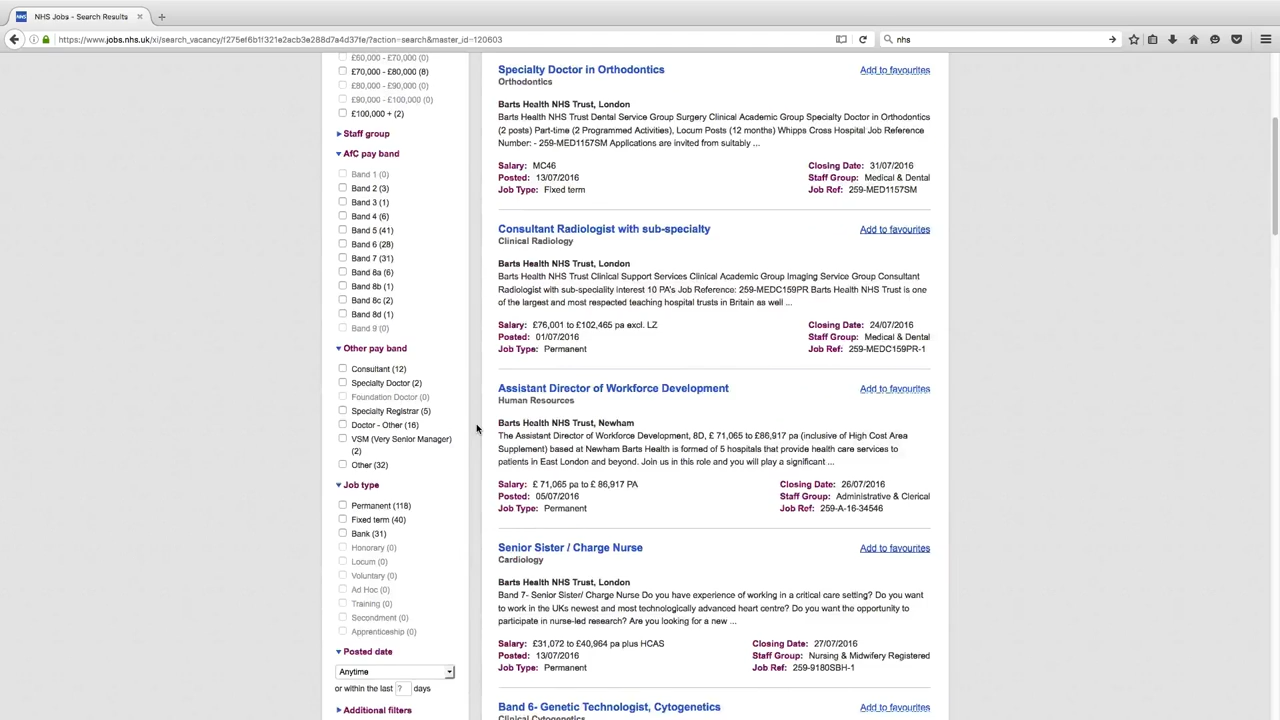 NHS Jobs - Search Results
https://www.jobs.nhs.uk/xi/search_vacancy/f275ef6b1f321e2acb3e288d7a4d37fe/?action=search&master_id=120603
nhs
£60,000 - £70,000 (0)
£70,000 - £80,000 (8)
£80,000 - £90,000 (0)
£90,000 - £100,000 (0)
£100,000 + (2)
Staff group
AfC pay band
Band 1 (0)
Band 2 (3)
Band 3 (1)
Band 4 (6)
Band 5 (41)
Band 6 (28)
Band 7 (31)
Band 8a (6)
Band 8b (1)
Band 8c (2)
Band 8d (1)
Band 9 (0)
Other pay band
Consultant (12)
Specialty Doctor (2)
Foundation Doctor (0)
Specialty Registrar (5)
Doctor - Other (16)
VSM (Very Senior Manager)
(2)
Other (32)
Job type
Permanent (118)
Fixed term (40)
Bank (31)
Honorary (0)
Locum (0)
Voluntary (0)
Ad Hoc (0)
Training (0)
Secondment (0)
Apprenticeship (0)
Posted date
Anytime
or within the last ? days
Additional filters
Specialty Doctor in Orthodontics Add to favourites
Orthodontics
Barts Health NHS Trust, London
Barts Health NHS Trust Dental Service Group Surgery Clinical Academic Group Specialty Doctor in Orthodontics
(2 posts) Part-time (2 Programmed Activities), Locum Posts (12 months) Whipps Cross Hospital Job Reference
Number: - 259-MED1157SM Applications are invited from suitably ...
Salary: MC46 Closing Date: 31/07/2016
Posted: 13/07/2016 Staff Group: Medical & Dental
Job Type: Fixed term Job Ref: 259-MED1157SM
Consultant Radiologist with sub-specialty Add to favourites
Clinical Radiology
Barts Health NHS Trust, London
Barts Health NHS Trust Clinical Support Services Clinical Academic Group Imaging Service Group Consultant
Radiologist with sub-speciality interest 10 PA's Job Reference: 259-MEDC159PR Barts Health NHS Trust is one
of the largest and most respected teaching hospital trusts in Britain as well ...
Salary: £76,001 to £102,465 pa excl. LZ Closing Date: 24/07/2016
Posted: 01/07/2016 Staff Group: Medical & Dental
Job Type: Permanent Job Ref: 259-MEDC159PR-1
Assistant Director of Workforce Development Add to favourites
Human Resources
Barts Health NHS Trust, Newham
The Assistant Director of Workforce Development, 8D, £ 71,065 to £86,917 pa (inclusive of High Cost Area
Supplement) based at Newham Barts Health is formed of 5 hospitals that provide health care services to
patients in East London and beyond. Join us in this role and you will play a significant ...
Salary: £ 71,065 pa to £ 86,917 PA Closing Date: 26/07/2016
Posted: 05/07/2016 Staff Group: Administrative & Clerical
Job Type: Permanent Job Ref: 259-A-16-34546
Senior Sister / Charge Nurse Add to favourites
Cardiology
Barts Health NHS Trust, London
Band 7- Senior Sister/ Charge Nurse Do you have experience of working in a critical care setting? Do you want
to work in the UKs newest and most technologically advanced heart centre? Do you want the opportunity to
participate in nurse-led research? Are you looking for a new ...
Salary: £31,072 to £40,964 pa plus HCAS Closing Date: 27/07/2016
Posted: 13/07/2016 Staff Group: Nursing & Midwifery Registered
Job Type: Permanent Job Ref: 259-9180SBH-1
Band 6- Genetic Technologist, Cytogenetics Add to favourites
Clinical Cytogenetics